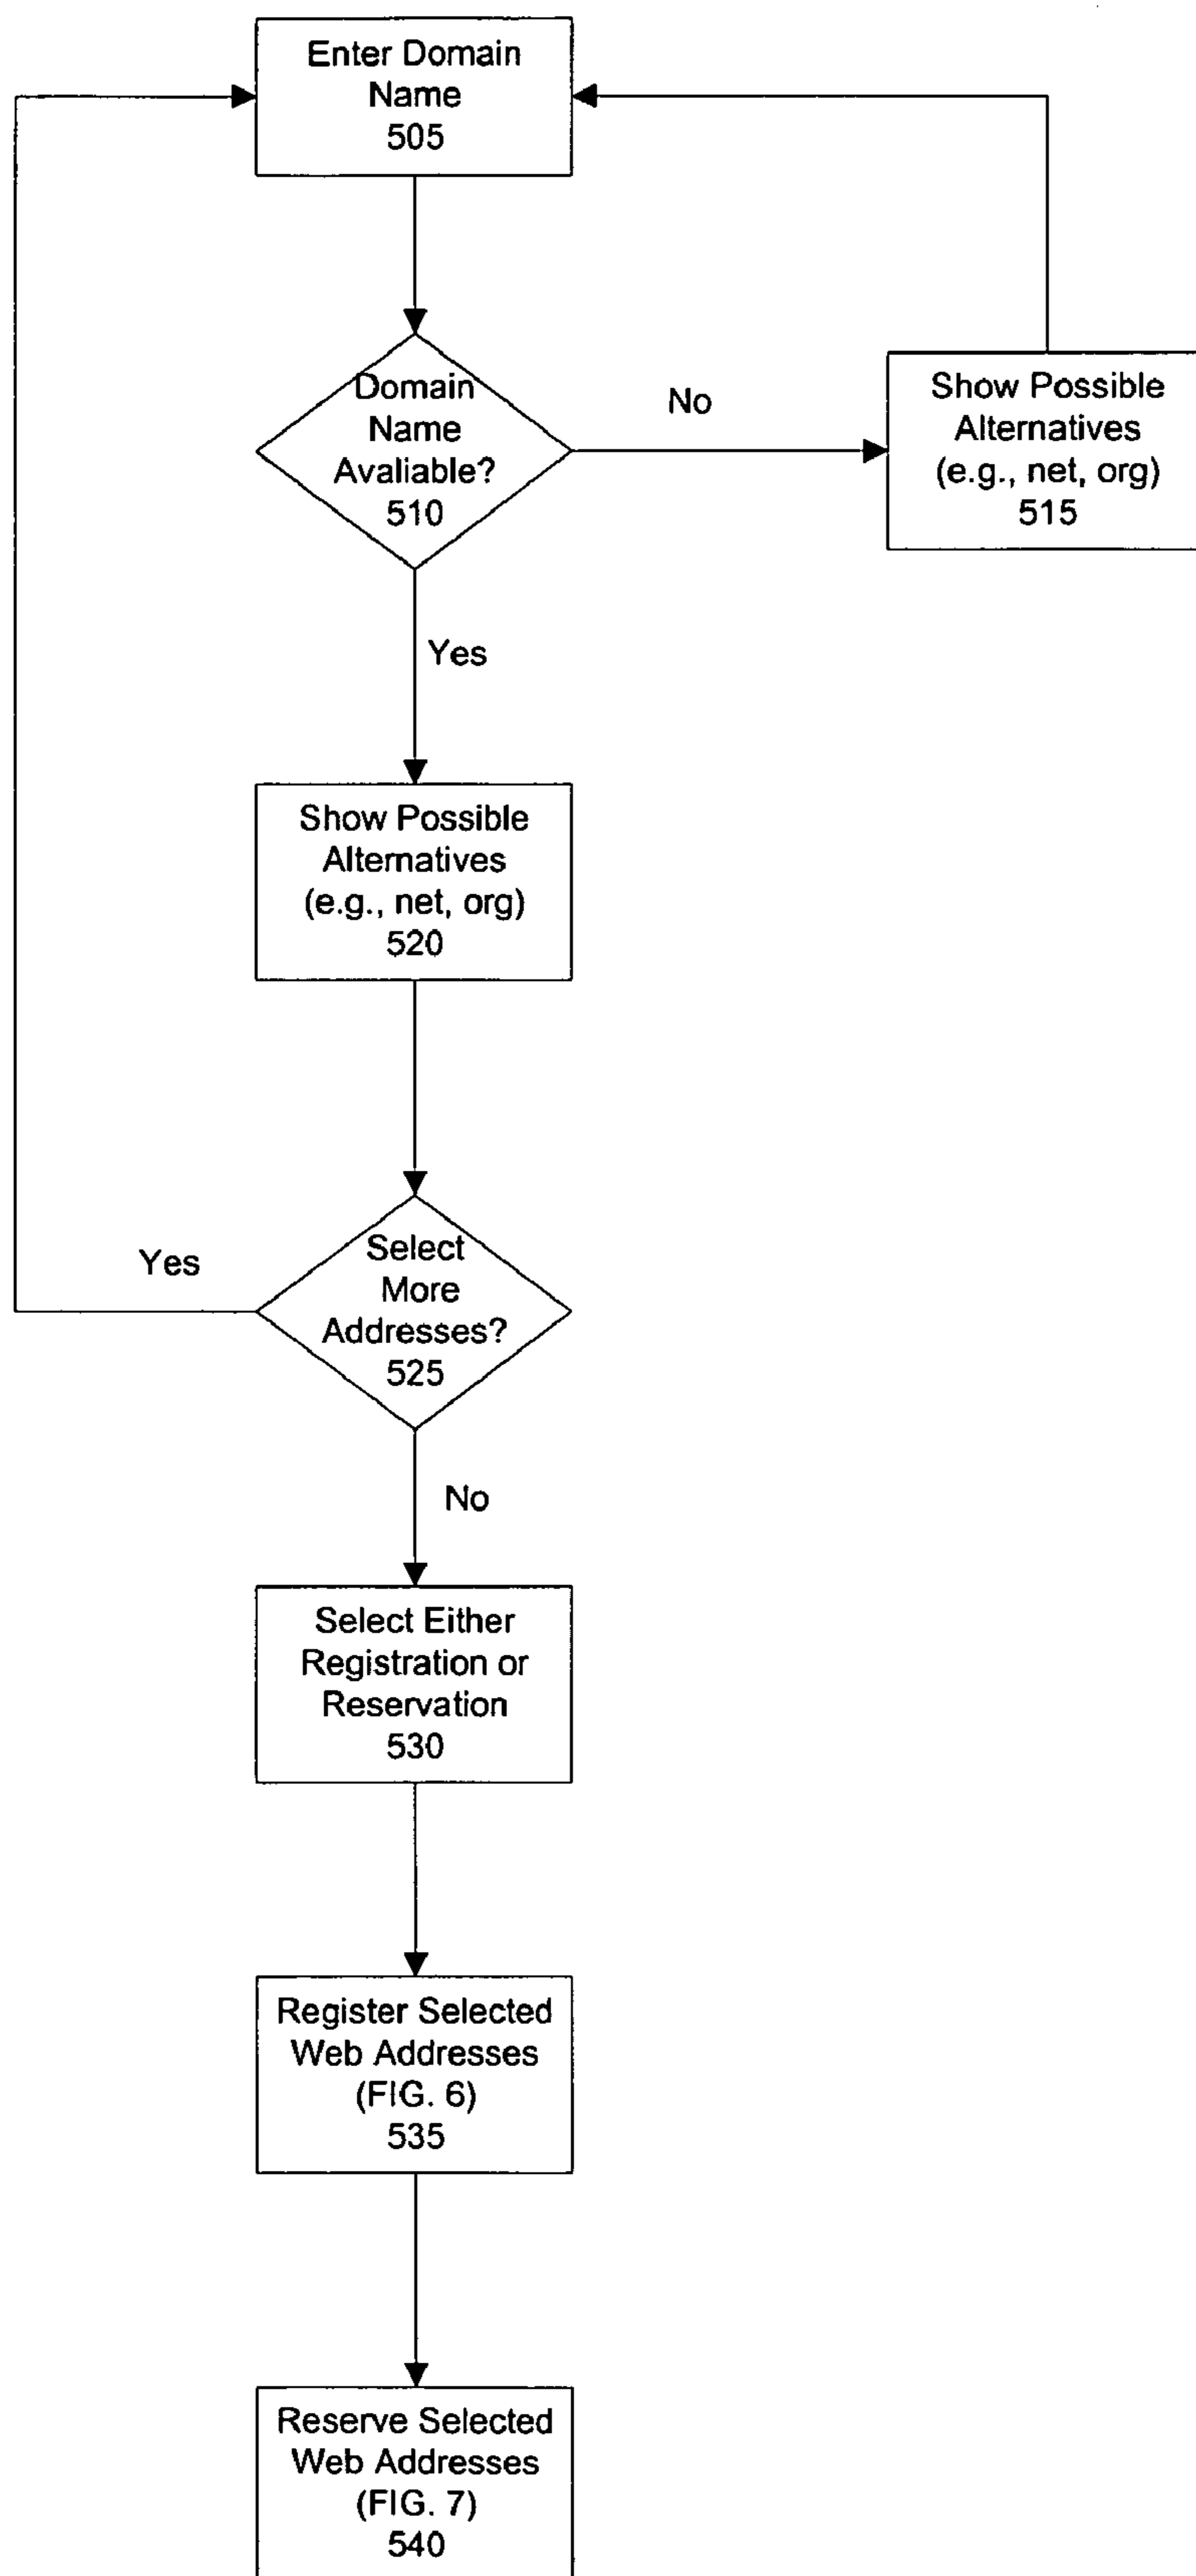 Enter Domain
Name
505
Domain
Name
Avaliable?
510
No
Show Possible
Alternatives
(e.g., net, org)
515
Yes
Show Possible
Alternatives
(e.g., net, org)
520
Select
More
Addresses?
525
Yes
No
Select Either
Registration or
Reservation
530
Register Selected
Web Addresses
(FIG. 6)
535
Reserve Selected
Web Addresses
(FIG. 7)
540